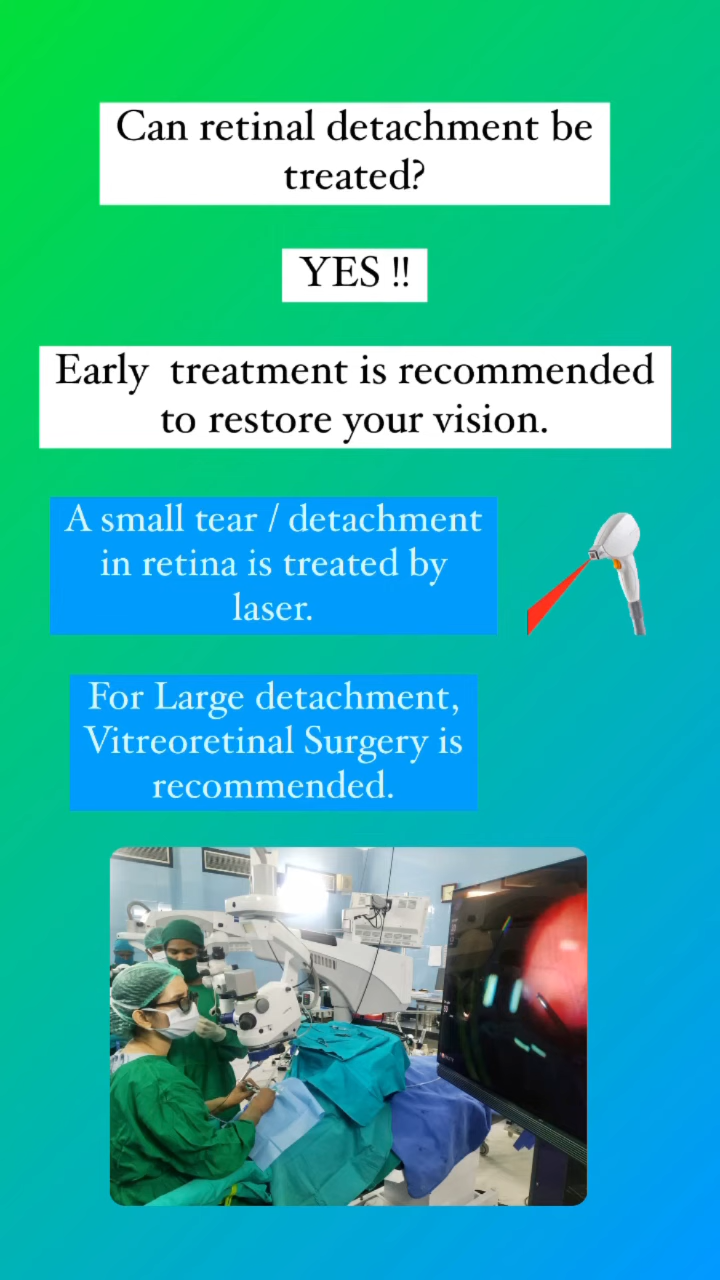 Can retinal detachment be
treated?
YES !!
Early  treatment is recommended
to restore your vision.
A small tear / detachment
in retina is treated by
laser.
For Large detachment,
Vitreoretinal Surgery is
recommended.